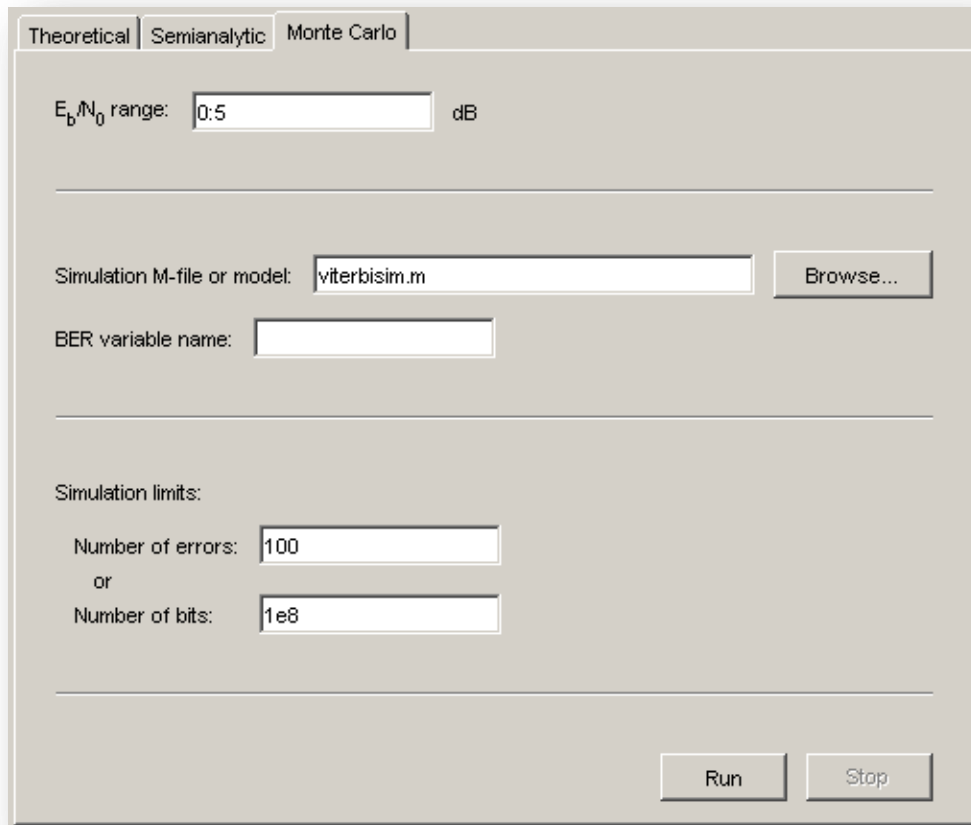 Theoretical Semianalytic Monte Carlo
Eb/N0 range: 0:5 dB
Simulation M-file or model: viterbisim.m Browse...
BER variable name:
Simulation limits:
Number of errors: 100
or
Number of bits: 1e8
Run Stop